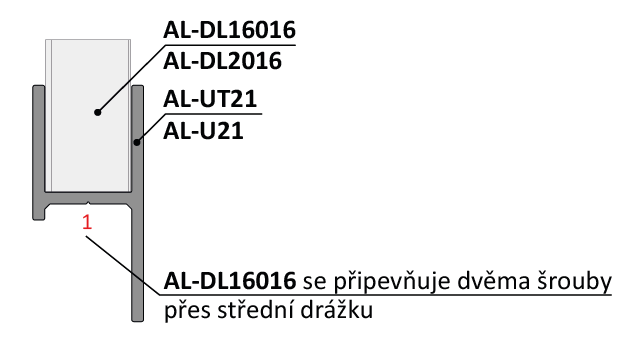 AL-DL16016
AL-DL2016
AL-UT21
AL-U21
1
AL-DL16016 se připevňuje dvěma šrouby
přes střední drážku